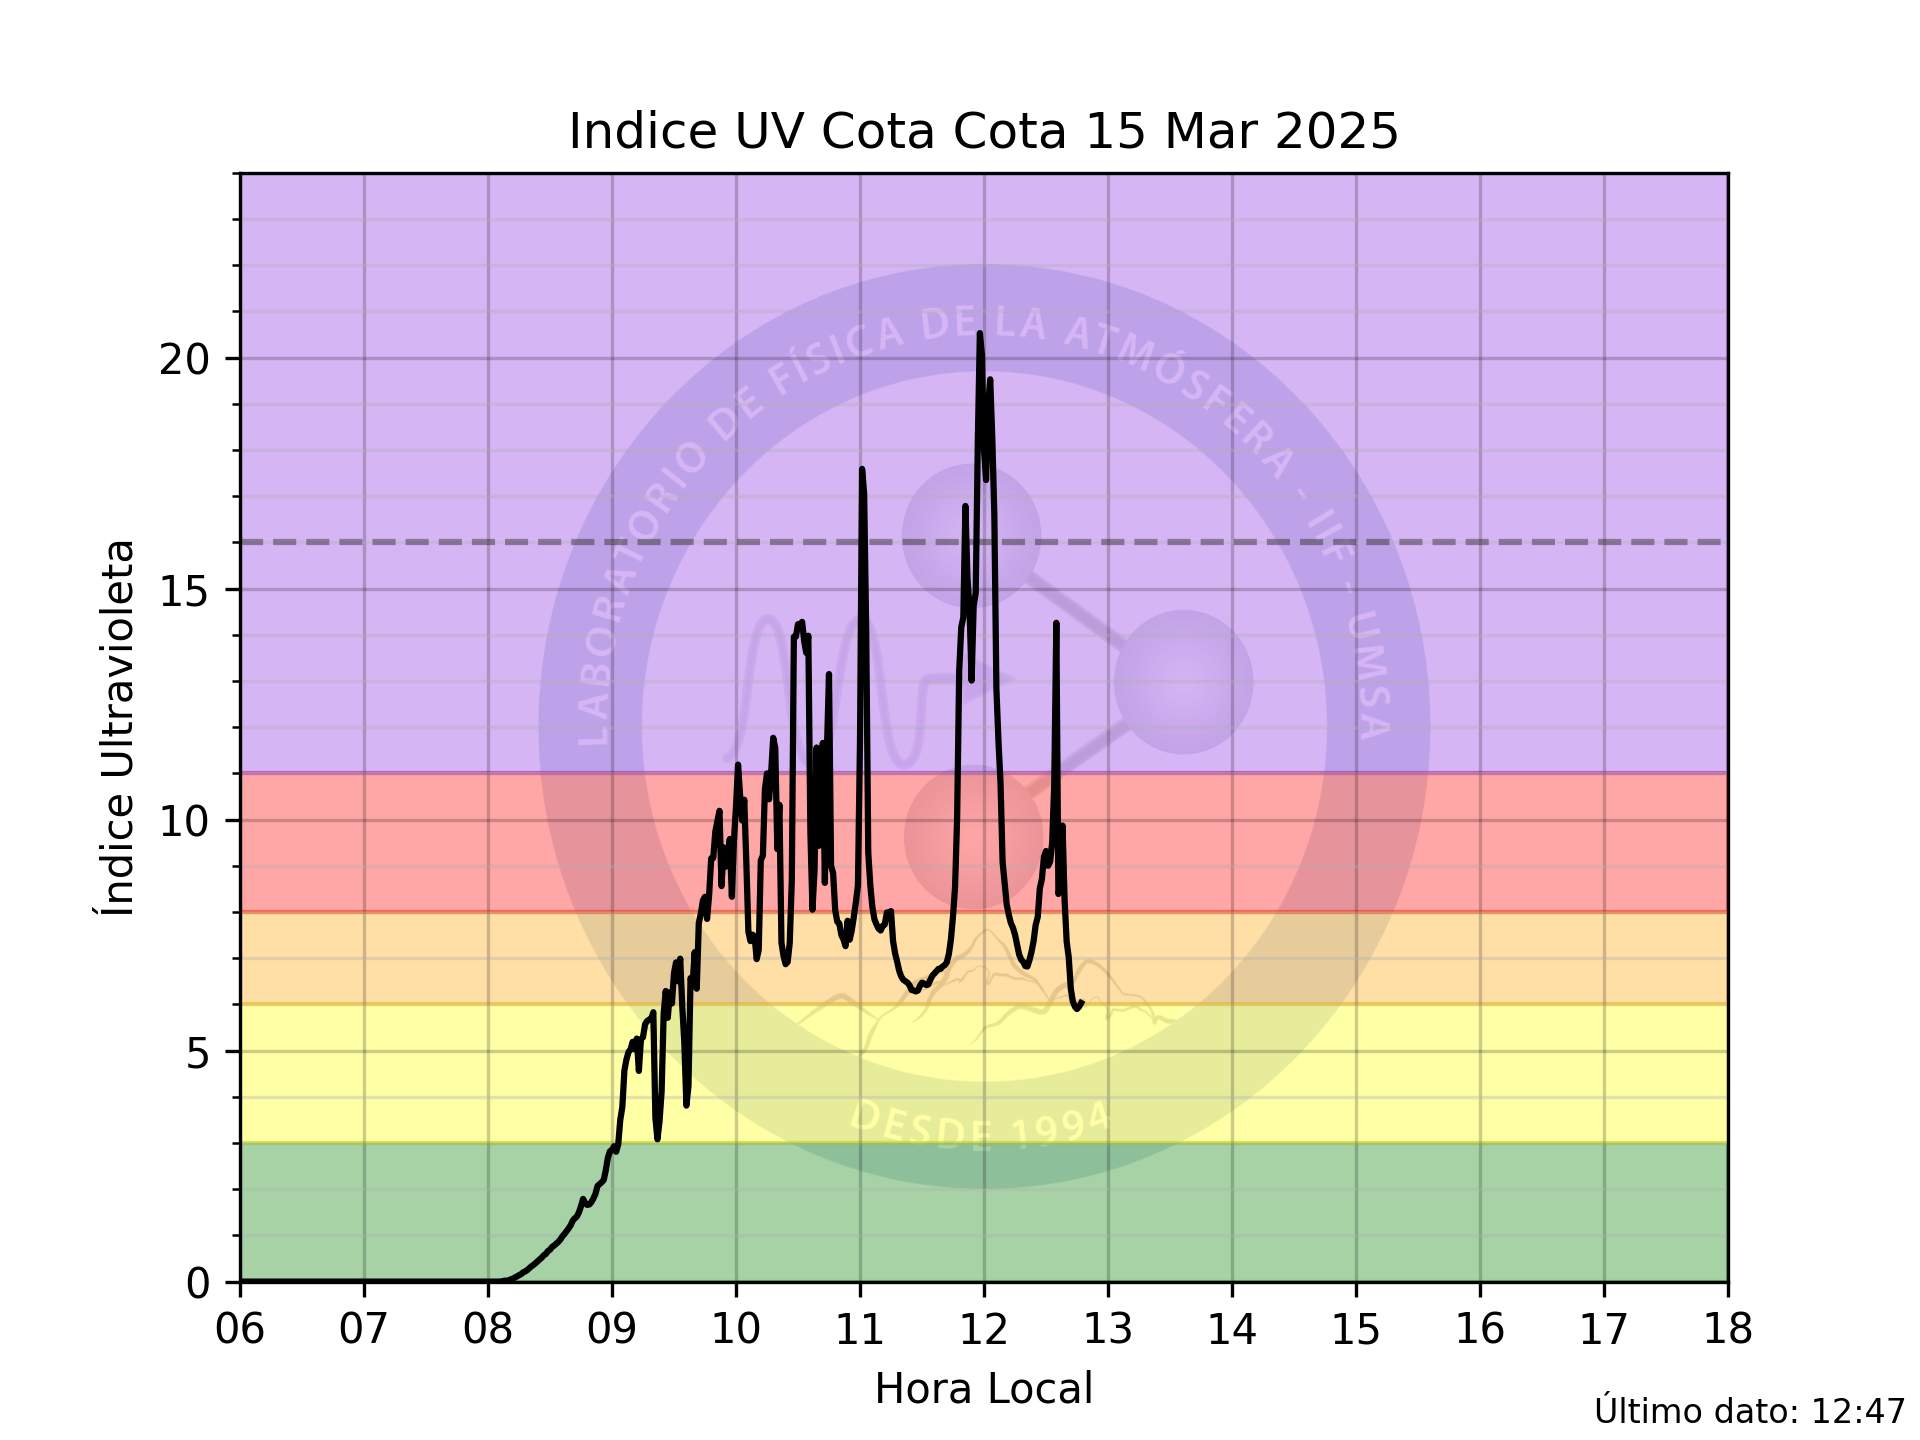 Indice UV Cota Cota 15 Mar 2025
LABORATORIO DE FÍSICA DE LA ATMÓSFERA - IIF - UMSA
DESDE 1994
Índice Ultravioleta
20
15
10
5
0
06 07 08 09 10 11 12 13 14 15 16 17 18
Hora Local
Último dato: 12:47